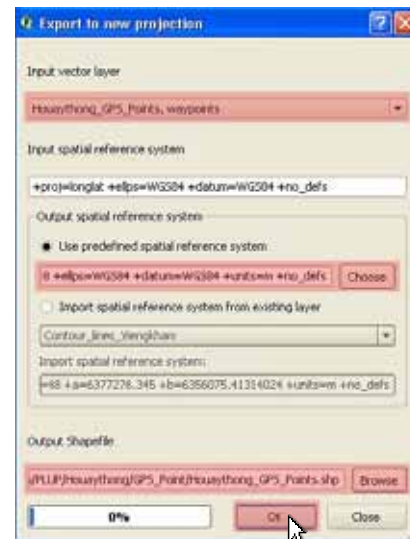 Export to new projection
Input vector layer
Houaythong_GPS_Points, waypoints
Input spatial reference system
+proj=longlat +ellps=WGS84 +datum=WGS84 +no_defs
Output spatial reference system
Use predefined spatial reference system
8 +ellps=WGS84 +datum=WGS84 +units=m +no_defs
Choose
Import spatial reference system from existing layer
Contour_lines_Viengkham
Import spatial reference system:
=48 +a=6377276.345 +b=6356075.41314024 +units=m +no_defs
Output Shapefile
/PLUP/Houaythong/GPS_Point/Houaythong_GPS_Points.shp
Browse
0%
OK
Close